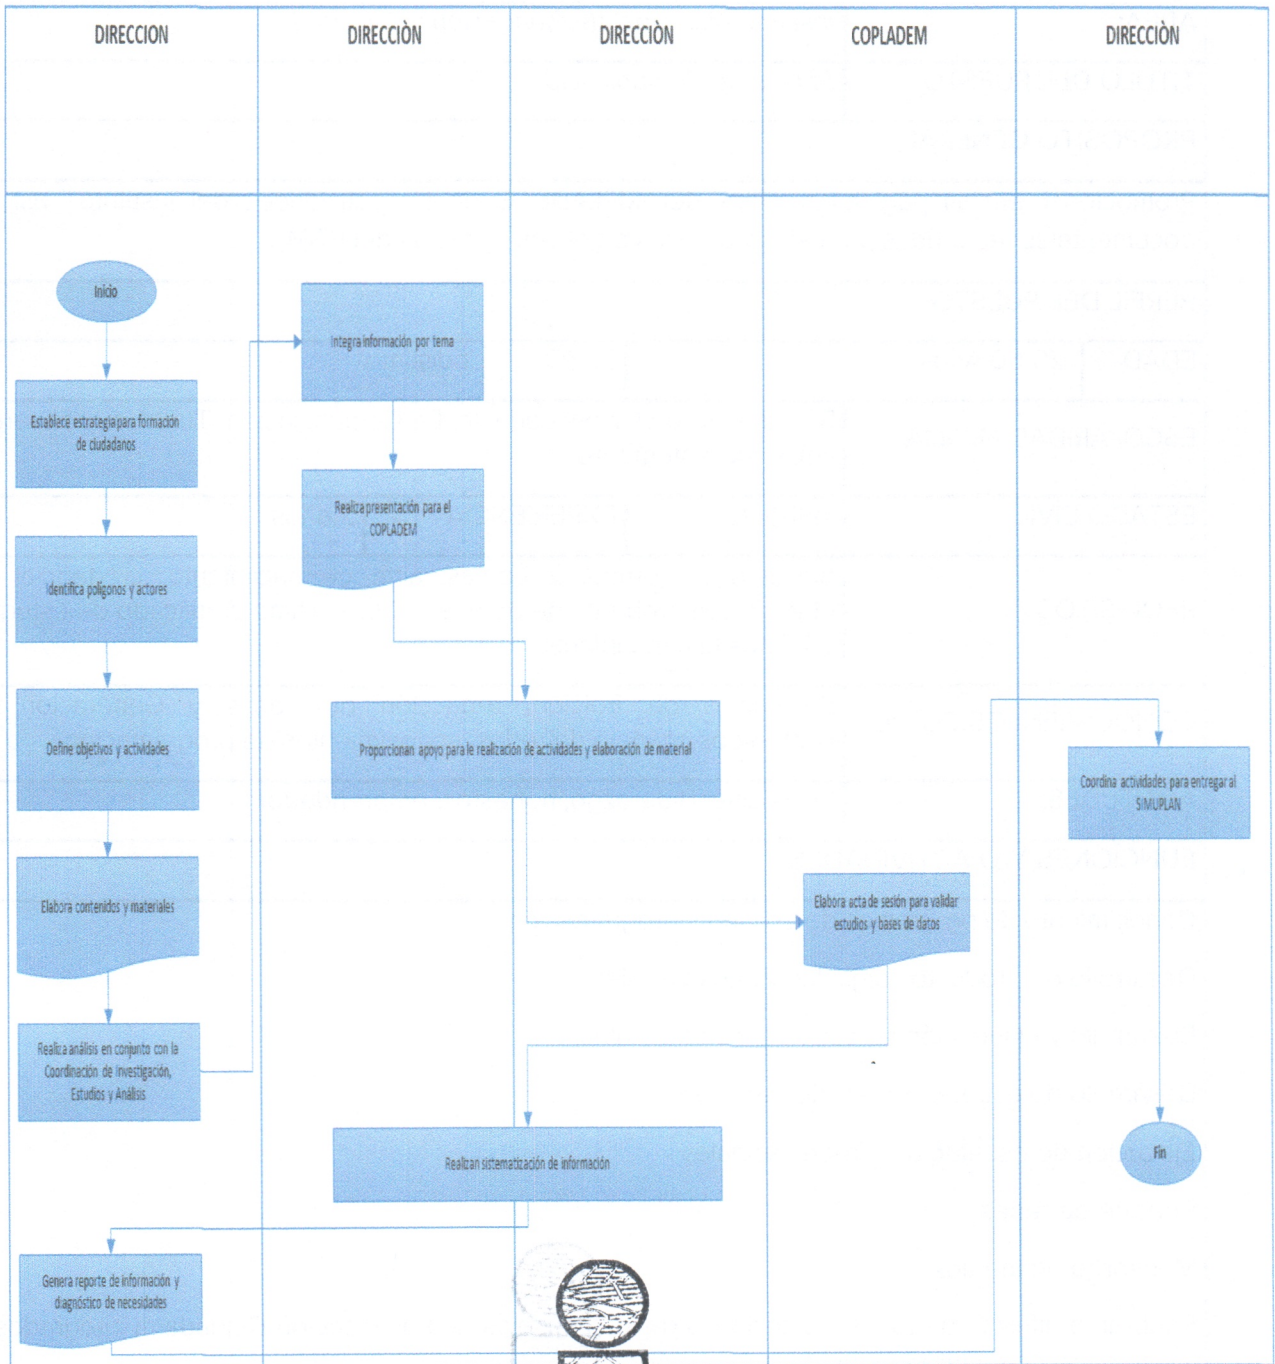 DIRECCION
DIRECCIÒN
DIRECCIÒN
COPLADEM
DIRECCIÒN
Inicio
Establece estrategia para formación
de ciudadanos
Identifica polígonos y actores
Define objetivos y actividades
Elabora contenidos y materiales
Realiza análisis en conjunto con la
Coordinación de Investigación,
Estudios y Análisis
Integra información por tema
Realiza presentación para el
COPLADEM
Proporcionan apoyo para le realización de actividades y elaboración de material
Elabora acta de sesión para validar
estudios y bases de datos
Realizan sistematización de información
Genera reporte de información y
diagnóstico de necesidades
Coordina actividades para entregar al
SIMUPLAN
Fin